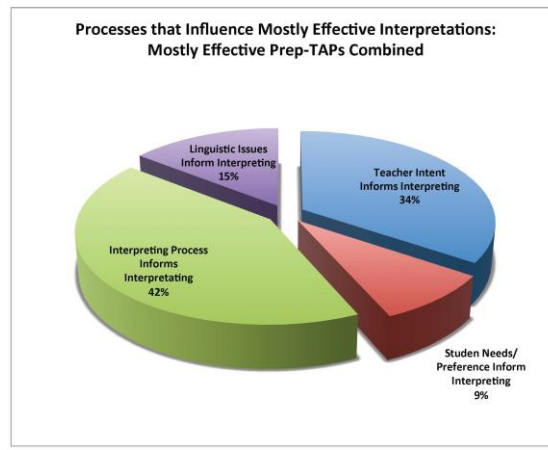 Processes that Influence Mostly Effective Interpretations:
Mostly Effective Prep-TAPs Combined
Linguistic Issues
Inform Interpreting
15%
Teacher Intent
Informs Interpreting
34%
Interpreting Process
Informs
Interpretating
42%
Studen Needs/
Preference Inform
Interpreting
9%